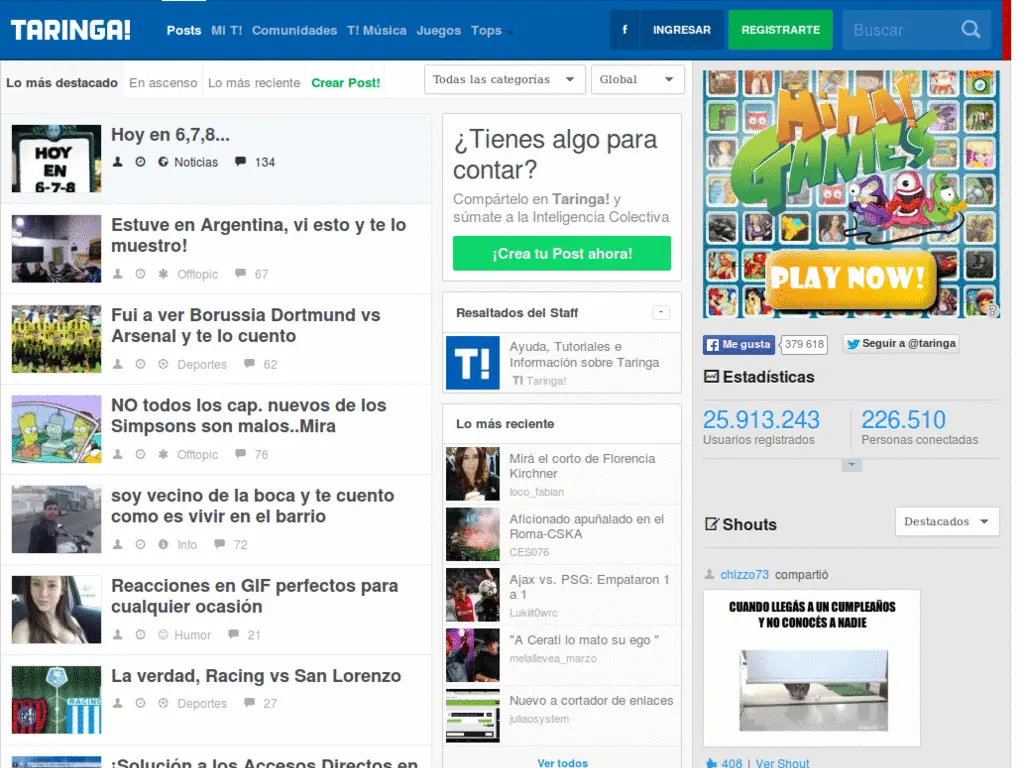 TARINGA!
Posts Mi T! Comunidades T! Música Juegos Tops
f INGRESAR REGISTRARTE Buscar
Lo más destacado En ascenso Lo más reciente Crear Post!
Todas las categorías Global
HOY
EN
6-7-8
Hoy en 6,7,8...
Noticias 134
Estuve en Argentina, vi esto y te lo
muestro!
Offtopic 67
Fui a ver Borussia Dortmund vs
Arsenal y te lo cuento
Deportes 62
NO todos los cap. nuevos de los
Simpsons son malos..Mira
Offtopic 76
soy vecino de la boca y te cuento
como es vivir en el barrio
Info 72
Reacciones en GIF perfectos para
cualquier ocasión
Humor 21
RACING
La verdad, Racing vs San Lorenzo
Deportes 27
¡Solución a los Accesos Directos en
¿Tienes algo para
contar?
Compártelo en Taringa! y
súmate a la Inteligencia Colectiva
¡Crea tu Post ahora!
Resaltados del Staff
-
T!
Ayuda, Tutoriales e
Información sobre Taringa
T! Taringa!
Lo más reciente
Mirá el corto de Florencia
Kirchner
loco_fabian
Aficionado apuñalado en el
Roma-CSKA
CES076
Ajax vs. PSG: Empataron 1
a 1
Lukiit0wrc
"A Cerati lo mato su ego "
melallevea_marzo
Nuevo a cortador de enlaces
juliaosystem
Ver todos
HiHa!
GAMES
PLAY NOW!
Me gusta 379 618 Seguir a @taringa
Estadísticas
25.913.243 226.510
Usuarios registrados Personas conectadas
Shouts Destacados
chizzo73 compartió
CUANDO LLEGÁS A UN CUMPLEAÑOS
Y NO CONOCÉS A NADIE
408 | Ver Shout